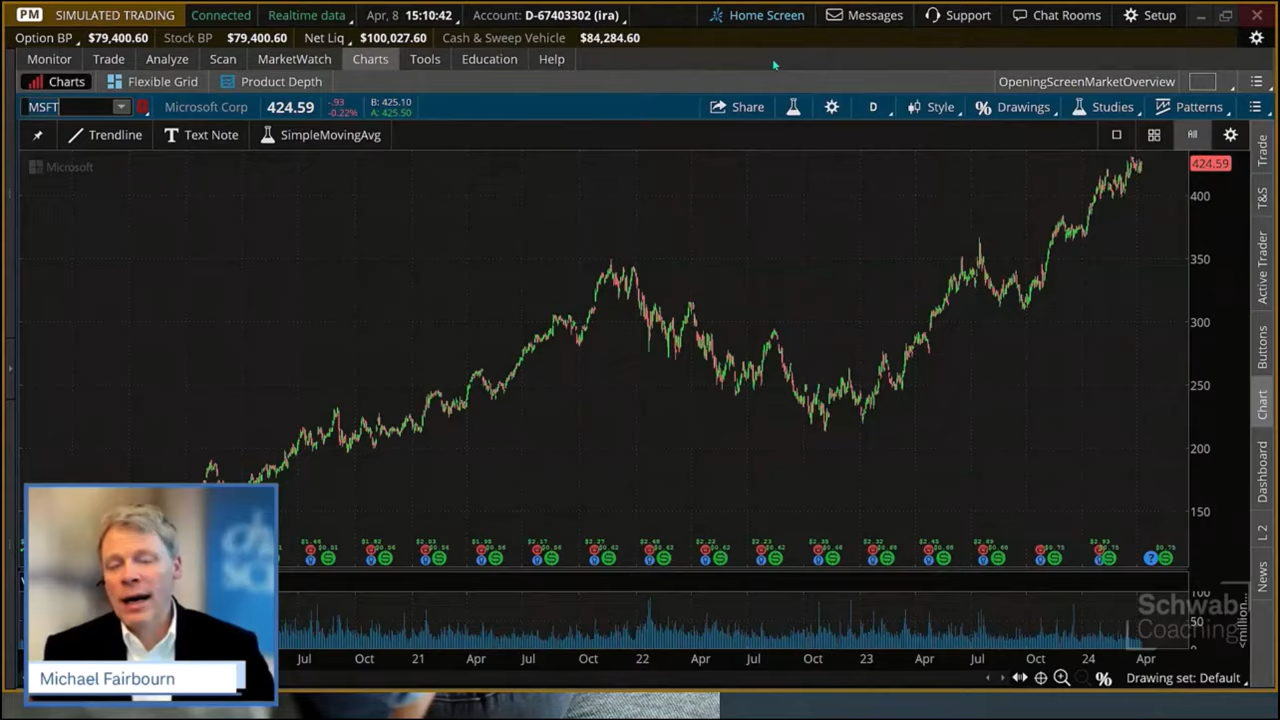 PM SIMULATED TRADING Connected Realtime data Apr, 8 15:10:42 Account: D-67403302 (ira) Home Screen Messages Support Chat Rooms Setup
Option BP $79,400.60 Stock BP $79,400.60 Net Liq $100,027.60 Cash & Sweep Vehicle $84,284.60
Monitor Trade Analyze Scan MarketWatch Charts Tools Education Help
Charts Flexible Grid Product Depth OpeningScreenMarketOverview
MSFT Microsoft Corp 424.59 -.93 -0.22% B: 425.10 A: 425.50 Share D Style Drawings Studies Patterns
Trendline Text Note SimpleMovingAvg All
Microsoft
424.59
400
350
300
250
200
150
Trade
T&S
Active Trader
Buttons
Chart
Dashboard
L 2
News
100
50
<million...
Schwab
Coaching
Jul Oct 21 Apr Jul Oct 22 Apr Jul Oct 23 Apr Jul Oct 24 Apr
Drawing set: Default
Michael Fairbourn